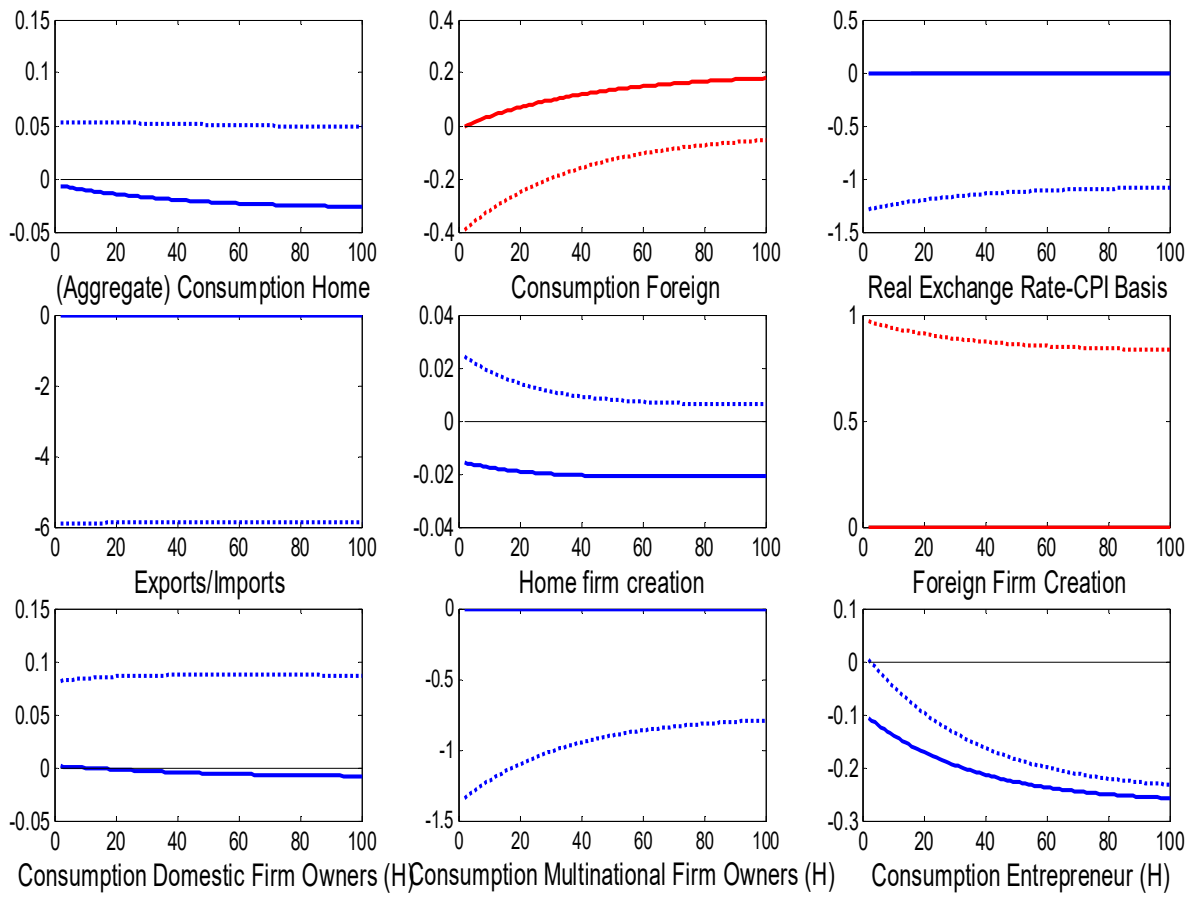 0.15
0.1
0.05
0
-0.05
0 20 40 60 80 100
(Aggregate) Consumption Home
0.4
0.2
0
-0.2
-0.4
0 20 40 60 80 100
Consumption Foreign
0.5
0
-0.5
-1
-1.5
0 20 40 60 80 100
Real Exchange Rate-CPI Basis
0
-2
-4
-6
0 20 40 60 80 100
Exports/Imports
0.04
0.02
0
-0.02
-0.04
0 20 40 60 80 100
Home firm creation
1
0.5
0
0 20 40 60 80 100
Foreign Firm Creation
0.15
0.1
0.05
0
-0.05
0 20 40 60 80 100
Consumption Domestic Firm Owners (H)
0
-0.5
-1
-1.5
0 20 40 60 80 100
Consumption Multinational Firm Owners (H)
0.1
0
-0.1
-0.2
-0.3
0 20 40 60 80 100
Consumption Entrepreneur (H)